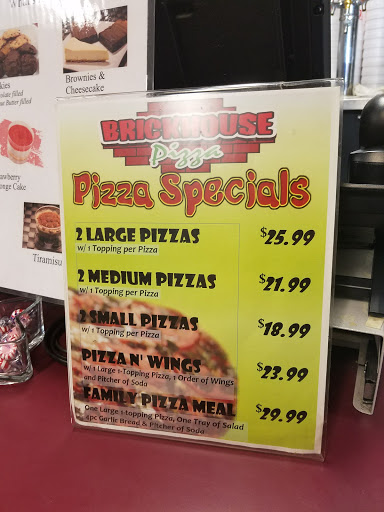 Brownies &
Cheesecake
Tiramisu
BRICKHOUSE
Pizza
Pizza Specials
2 LARGE PIZZAS $25.99
w/ 1 Topping per Pizza
2 MEDIUM PIZZAS $21.99
w/ 1 Topping per Pizza
2 SMALL PIZZAS $18.99
w/ 1 Topping per Pizza
PIZZA N' WINGS $23.99
w/ 1 Large 1-Topping Pizza, 1 Order of Wings
and Pitcher of Soda
FAMILY PIZZA MEAL $29.99
One Large 1-topping Pizza, One Tray of Salad
4pc Garlic Bread & Pitcher of Soda